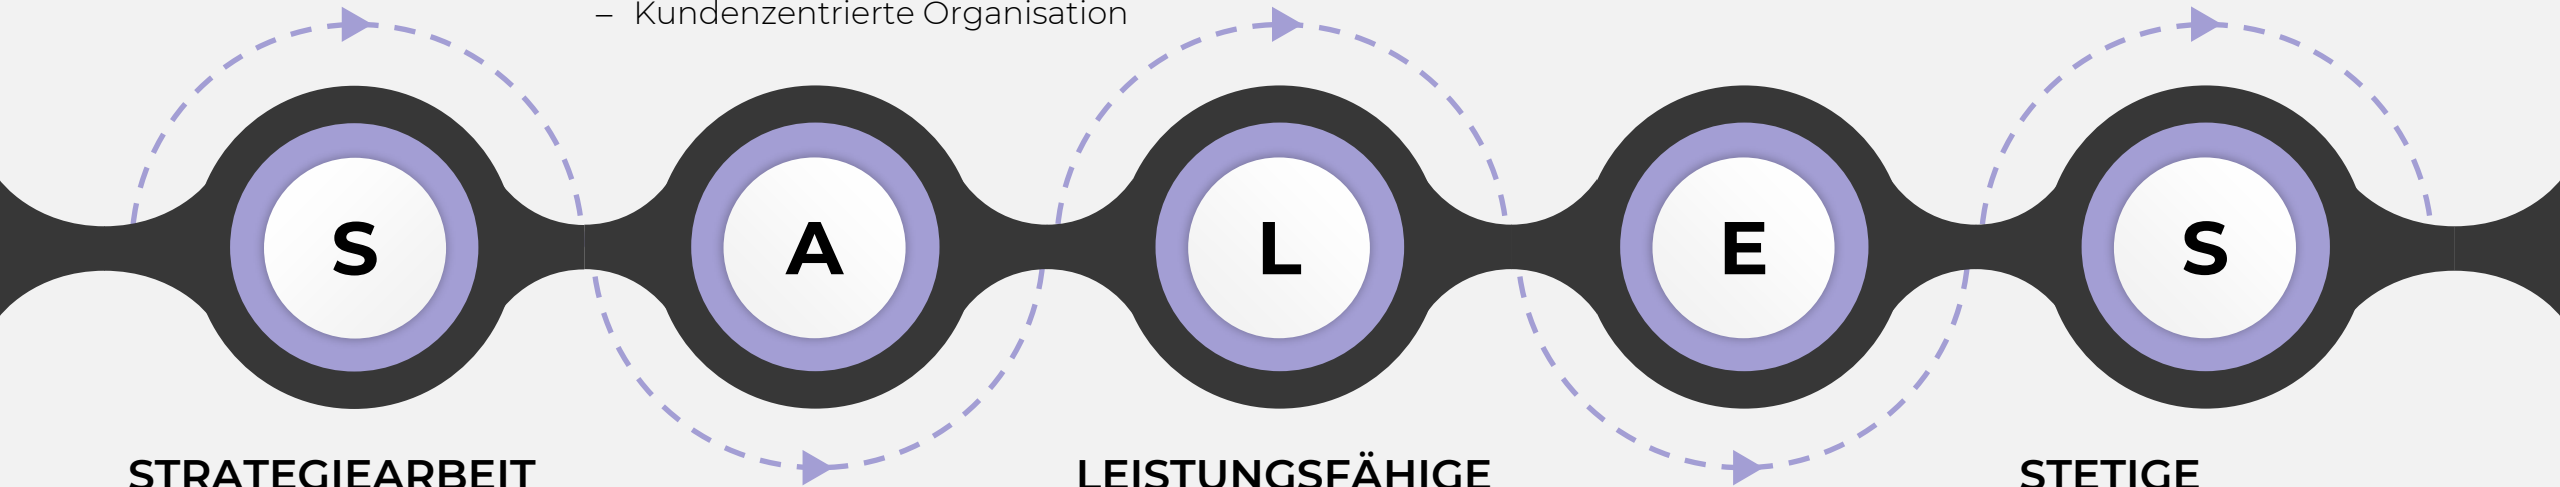 – Kundenzentrierte Organisation
S A L E S
STRATEGIEARBEIT
LEISTUNGSFÄHIGE
STETIGE